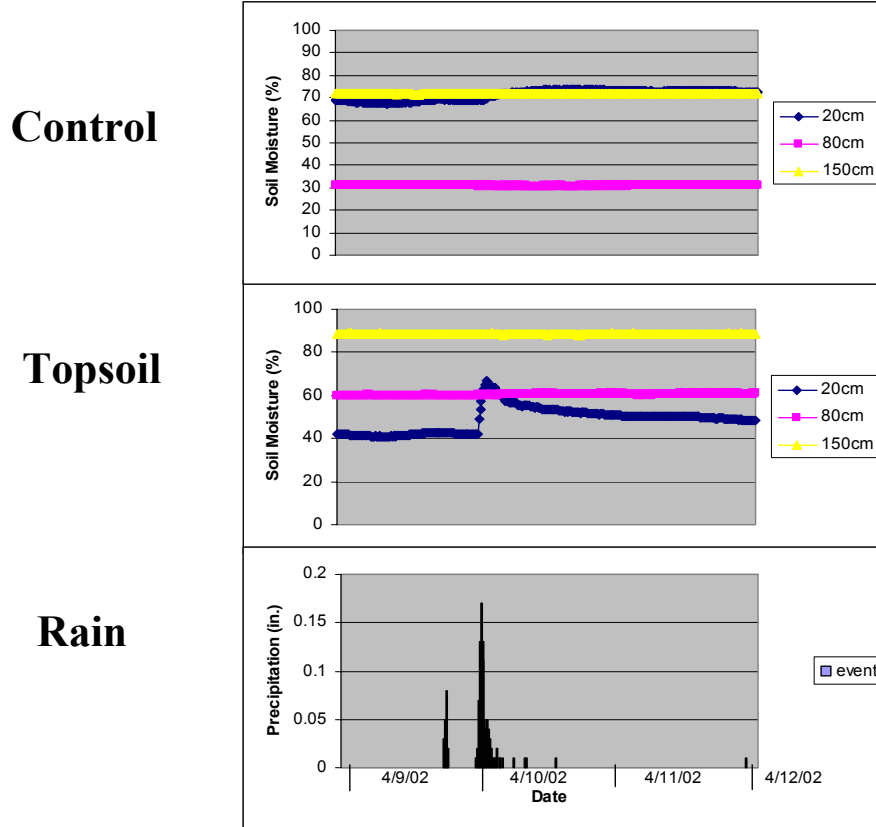 Control
Soil Moisture (%)
100
90
80
70
60
50
40
30
20
10
0
20cm
80cm
150cm
Topsoil
Soil Moisture (%)
100
80
60
40
20
0
20cm
80cm
150cm
Rain
Precipitation (in.)
0.2
0.15
0.1
0.05
0
event
4/9/02 4/10/02 4/11/02 4/12/02
Date